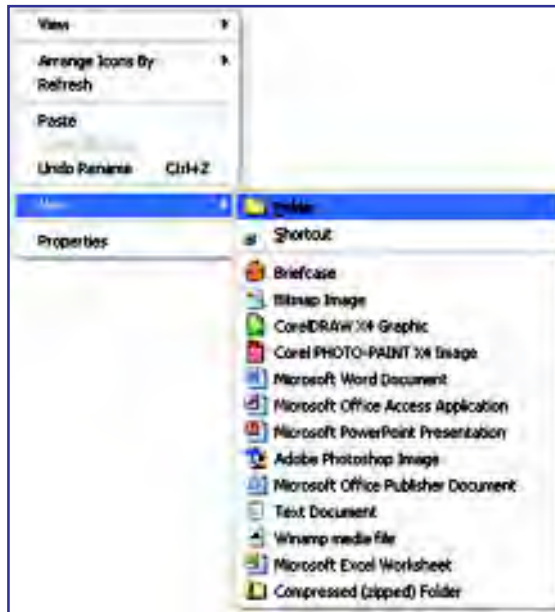 View
Arrange Icons By
Refresh
Paste
Undo Rename Ctrl+Z
Properties
Folder
Shortcut
Briefcase
Bitmap Image
CorelDRAW X4 Graphic
Corel PHOTO-PAINT X4 Image
Microsoft Word Document
Microsoft Office Access Application
Microsoft PowerPoint Presentation
Adobe Photoshop Image
Microsoft Office Publisher Document
Text Document
Winamp media file
Microsoft Excel Worksheet
Compressed (zipped) Folder